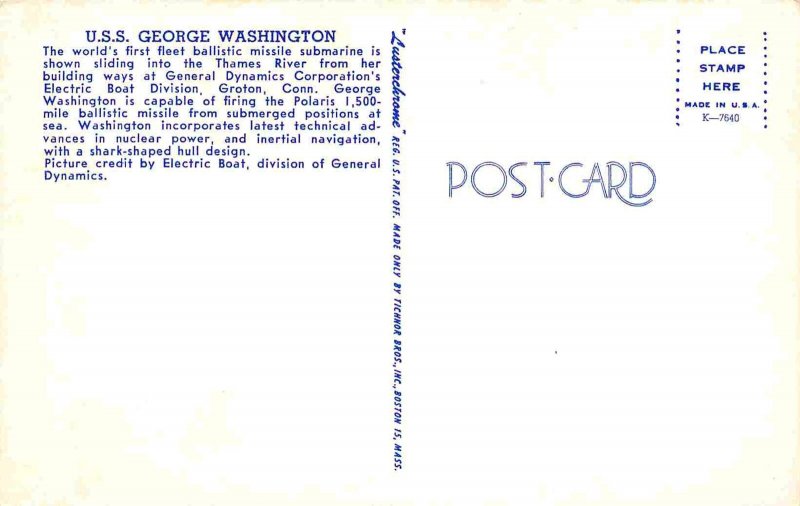 U.S.S. GEORGE WASHINGTON
The world's first fleet ballistic missile submarine is
shown sliding into the Thames River from her
building ways at General Dynamics Corporation's
Electric Boat Division, Groton, Conn. George
Washington is capable of firing the Polaris 1,500-
mile ballistic missile from submerged positions at
sea. Washington incorporates latest technical ad-
vances in nuclear power, and inertial navigation,
with a shark-shaped hull design.
Picture credit by Electric Boat, division of General
Dynamics.
"Lusterchrome" REG. U.S. PAT. OFF. MADE ONLY BY TICHNOR BROS., INC., BOSTON 15, MASS.
POST·CARD
PLACE
STAMP
HERE
MADE IN U.S.A.
K—7640